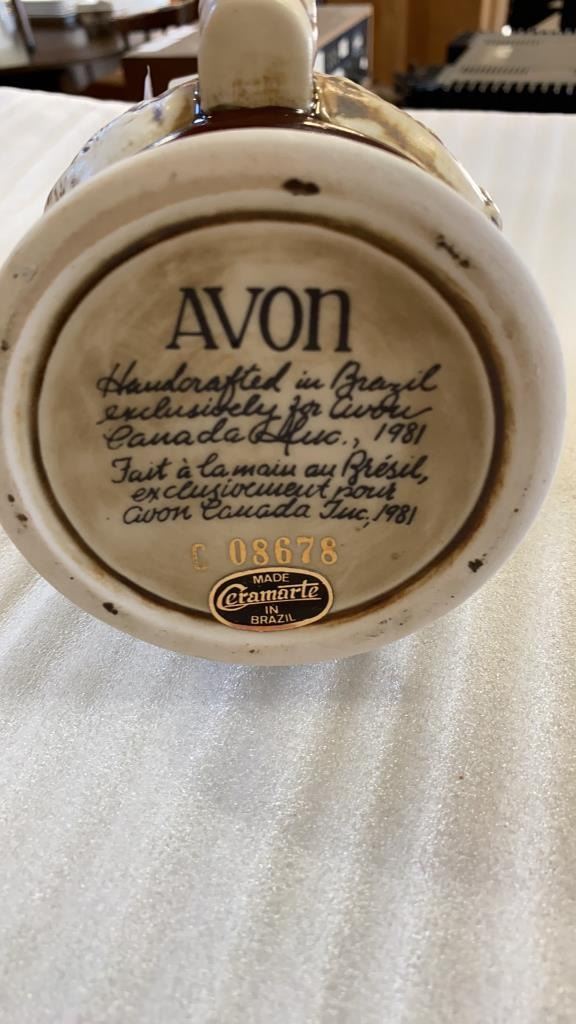 AVON
Handcrafted in Brazil
exclusively for Avon
Canada Inc., 1981
Fait à la main au Brésil,
exclusivement pour
Avon Canada Inc, 1981
C 08678
MADE
Ceramarte
IN
BRAZIL